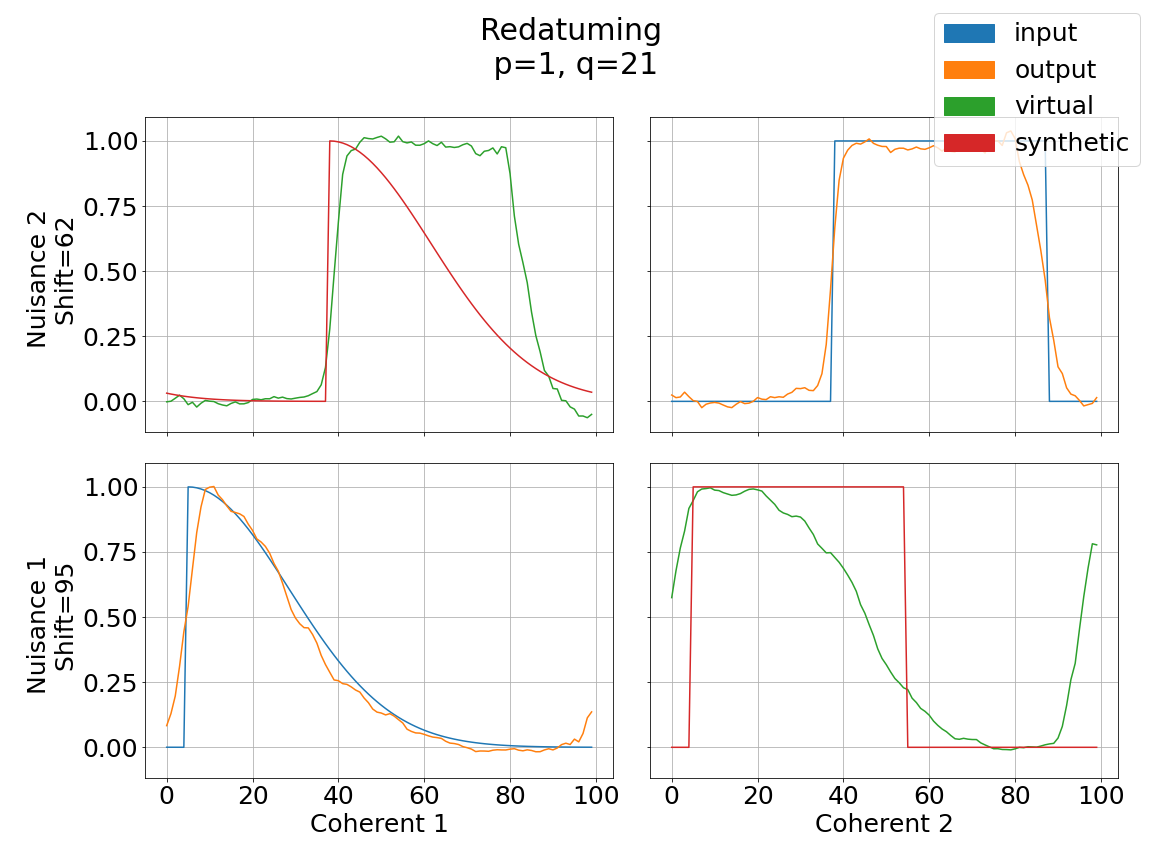 Redatuming
p=1, q=21
input
output
virtual
synthetic
Nuisance 2
Shift=62
1.00
0.75
0.50
0.25
0.00
Nuisance 1
Shift=95
1.00
0.75
0.50
0.25
0.00
0 20 40 60 80 100
0 20 40 60 80 100
Coherent 1
Coherent 2